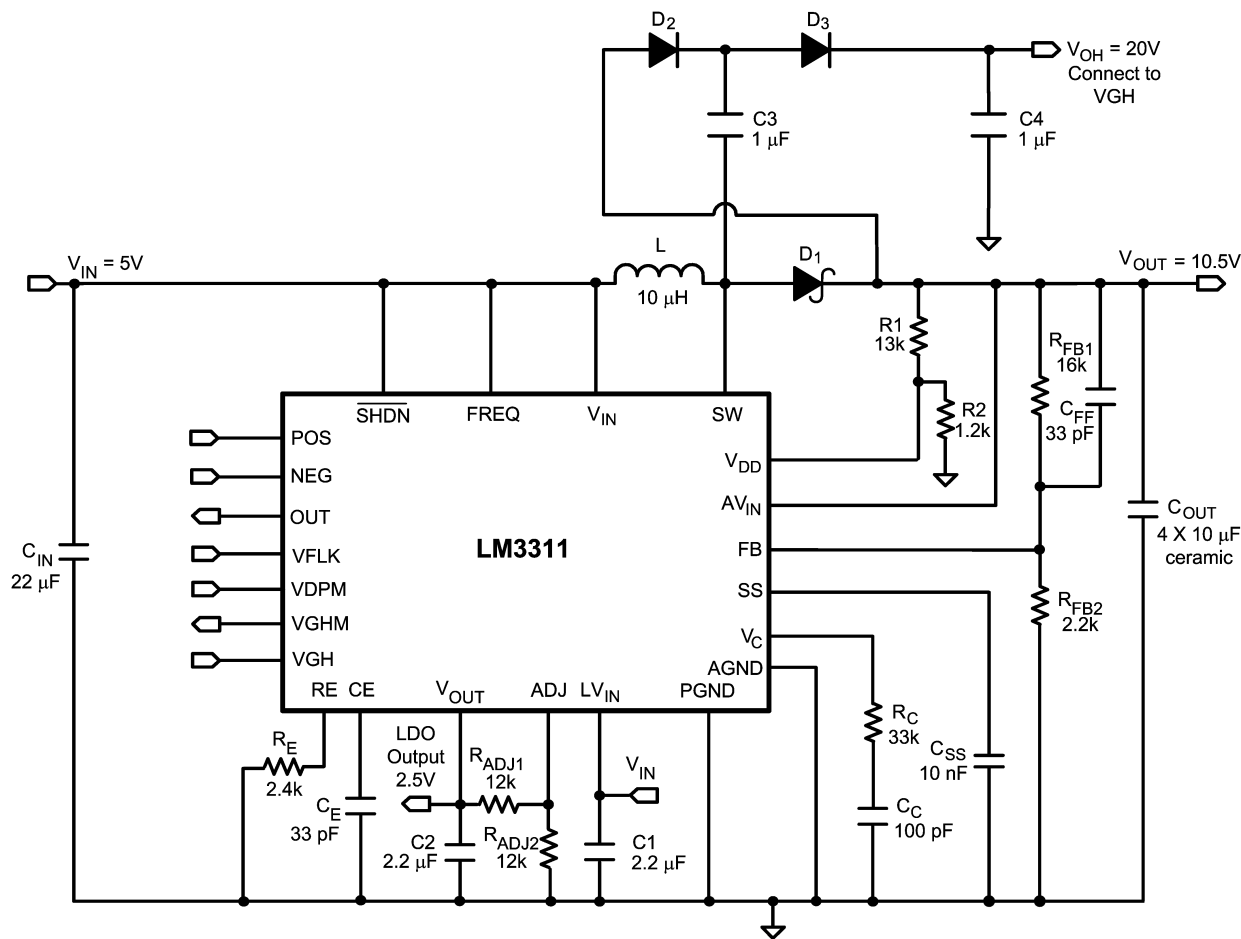 D2
D3
VOH = 20V
Connect to
VGH
C3
1 µF
C4
1 µF
VIN = 5V
L
10 µH
D1
VOUT = 10.5V
R1
13k
RFB1
16k
CFF
33 pF
R2
1.2k
SHDN
FREQ
VIN
SW
POS
NEG
OUT
VFLK
VDPM
VGHM
VGH
LM3311
VDD
AVIN
FB
SS
VC
AGND
PGND
RE
CE
VOUT
ADJ
LVIN
CIN
22 µF
COUT
4 X 10 µF
ceramic
RFB2
2.2k
RE
2.4k
CE
33 pF
LDO
Output
2.5V
RADJ1
12k
RADJ2
12k
C2
2.2 µF
VIN
C1
2.2 µF
RC
33k
CC
100 pF
CSS
10 nF